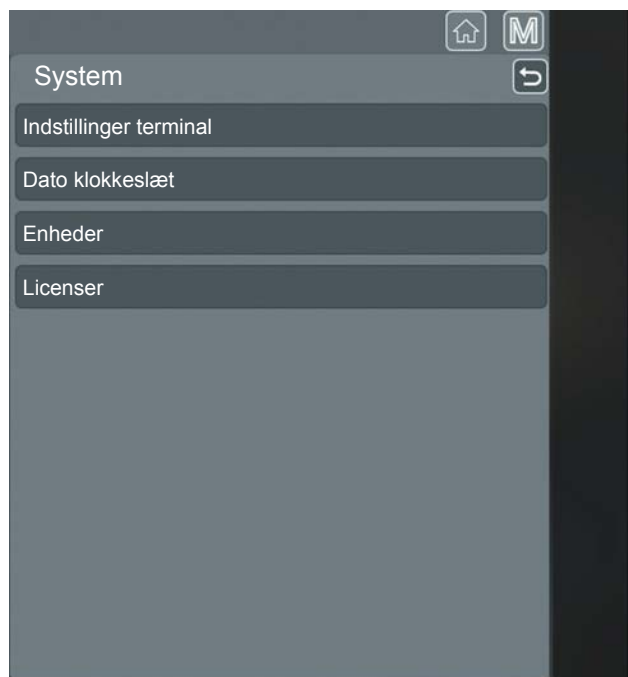 M
System
Indstillinger terminal
Dato klokkeslæt
Enheder
Licenser